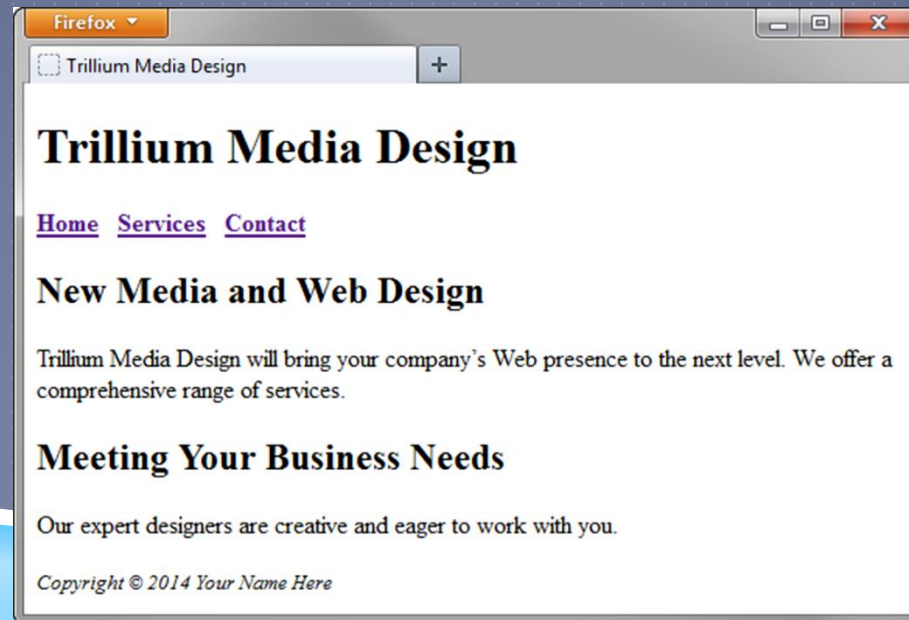 Firefox
Trillium Media Design
Trillium Media Design
Home Services Contact
New Media and Web Design
Trillium Media Design will bring your company’s Web presence to the next level. We offer a
comprehensive range of services.
Meeting Your Business Needs
Our expert designers are creative and eager to work with you.
Copyright © 2014 Your Name Here